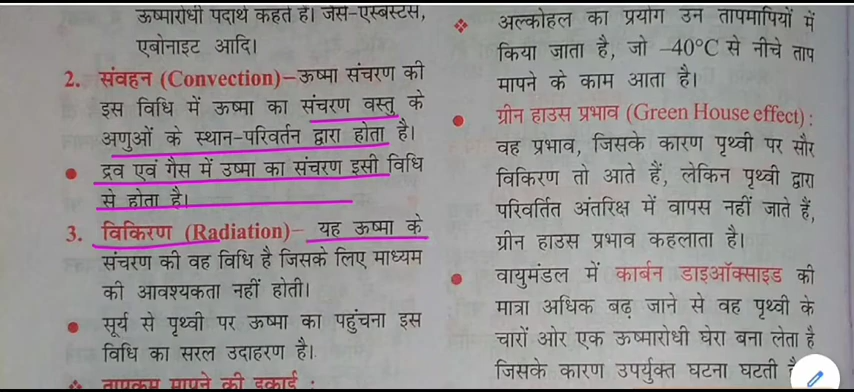 ऊष्मारोधी पदार्थ कहते हैं। जैसे-एस्बेस्टस,
एबोनाइट आदि।
2. संवहन (Convection)–ऊष्मा संचरण की
इस विधि में ऊष्मा का संचरण वस्तु के
अणुओं के स्थान-परिवर्तन द्वारा होता है।
● द्रव एवं गैस में उष्मा का संचरण इसी विधि
से होता है।
3. विकिरण (Radiation)– यह ऊष्मा के
संचरण की वह विधि है जिसके लिए माध्यम
की आवश्यकता नहीं होती।
● सूर्य से पृथ्वी पर ऊष्मा का पहुंचना इस
विधि का सरल उदाहरण है।
❖ तापक्रम मापने की इकाई :
❖ अल्कोहल का प्रयोग उन तापमापियों में
किया जाता है, जो –40°C से नीचे ताप
मापने के काम आता है।
● ग्रीन हाउस प्रभाव (Green House effect) :
वह प्रभाव, जिसके कारण पृथ्वी पर सौर
विकिरण तो आते हैं, लेकिन पृथ्वी द्वारा
परिवर्तित अंतरिक्ष में वापस नहीं जाते हैं,
ग्रीन हाउस प्रभाव कहलाता है।
● वायुमंडल में कार्बन डाइऑक्साइड की
मात्रा अधिक बढ़ जाने से वह पृथ्वी के
चारों ओर एक ऊष्मारोधी घेरा बना लेता है
जिसके कारण उपर्युक्त घटना घटती